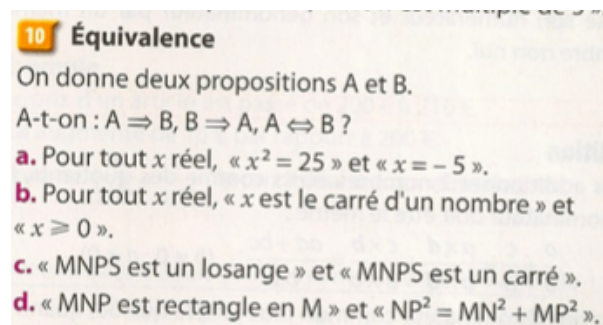 10 Équivalence
On donne deux propositions A et B.
A-t-on : A ⇒ B, B ⇒ A, A ⇔ B ?
a. Pour tout x réel, « x² = 25 » et « x = – 5 ».
b. Pour tout x réel, « x est le carré d'un nombre » et
« x ⩾ 0 ».
c. « MNPS est un losange » et « MNPS est un carré ».
d. « MNP est rectangle en M » et « NP² = MN² + MP² ».